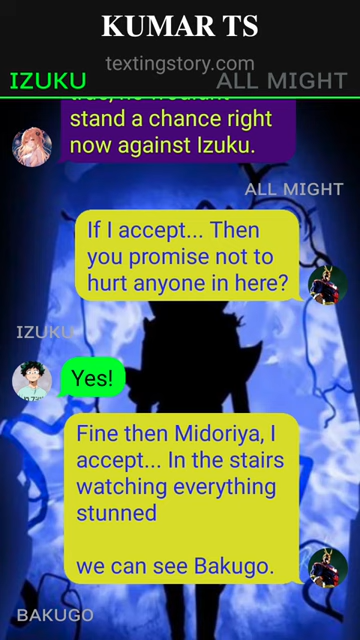 KUMAR TS
textingstory.com
IZUKU
ALL MIGHT
stand a chance right
now against Izuku.
ALL MIGHT
If I accept... Then
you promise not to
hurt anyone in here?
IZUKU
Yes!
Fine then Midoriya, I
accept... In the stairs
watching everything
stunned
we can see Bakugo.
BAKUGO